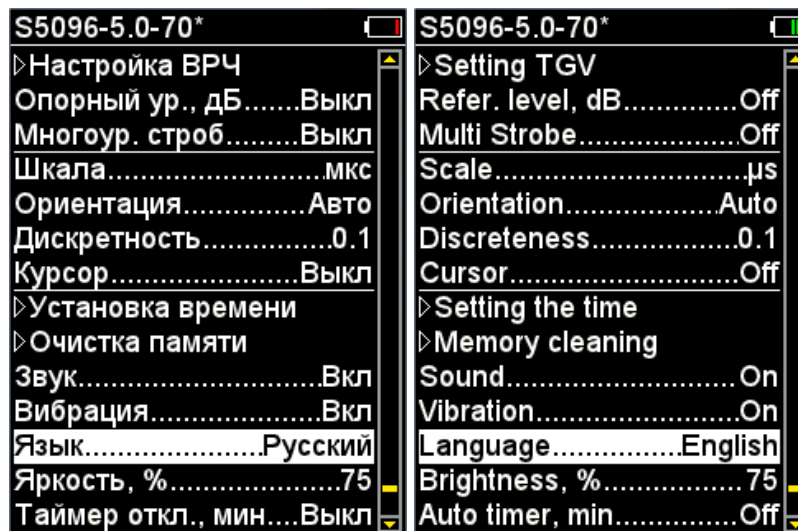 S5096-5.0-70*
▷Настройка ВРЧ
Опорный ур., дБ.......Выкл
Многоур. строб........Выкл
Шкала.......................мкс
Ориентация.............Авто
Дискретность..............0.1
Курсор.....................Выкл
▷Установка времени
▷Очистка памяти
Звук...........................Вкл
Вибрация...................Вкл
Язык.....................Русский
Яркость, %...................75
Таймер откл., мин....Выкл
S5096-5.0-70*
▷Setting TGV
Refer. level, dB..............Off
Multi Strobe...................Off
Scale..............................µs
Orientation.................Auto
Discreteness................0.1
Cursor...........................Off
▷Setting the time
▷Memory cleaning
Sound............................On
Vibration........................On
Language...............English
Brightness, %...............75
Auto timer, min.............Off